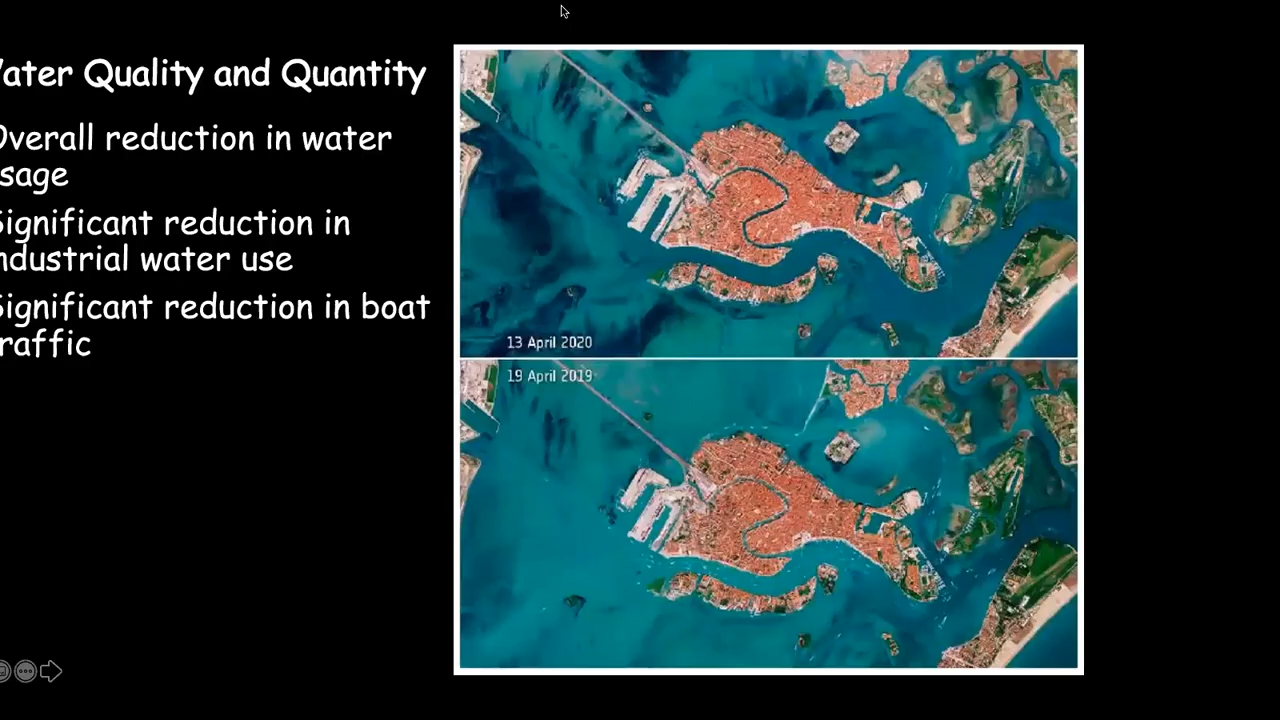 Water Quality and Quantity
Overall reduction in water
sage
Significant reduction in
ndustrial water use
Significant reduction in boat
raffic
13 April 2020
19 April 2019